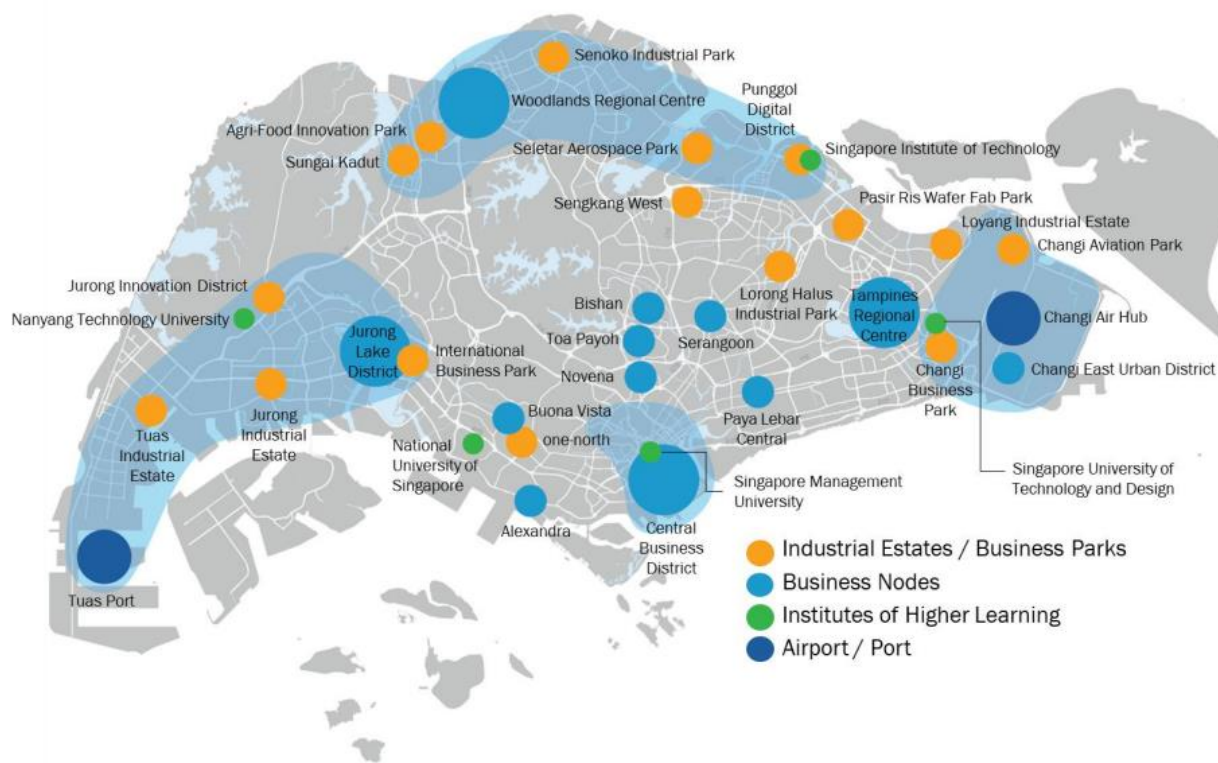 Senoko Industrial Park
Woodlands Regional Centre
Punggol
Digital
District
Agri-Food Innovation Park
Sungai Kadut
Seletar Aerospace Park
Singapore Institute of Technology
Sengkang West
Pasir Ris Wafer Fab Park
Loyang Industrial Estate
Changi Aviation Park
Jurong Innovation District
Nanyang Technology University
Bishan
Lorong Halus
Industrial Park
Tampines
Regional
Centre
Changi Air Hub
Jurong
Lake
District
International
Business Park
Toa Payoh
Serangoon
Novena
Changi
Business
Park
Changi East Urban District
Buona Vista
Paya Lebar
Central
Tuas
Industrial
Estate
Jurong
Industrial
Estate
National
University of
Singapore
one-north
Singapore Management
University
Singapore University of
Technology and Design
Alexandra
Central
Business
District
Tuas Port
Industrial Estates / Business Parks
Business Nodes
Institutes of Higher Learning
Airport / Port